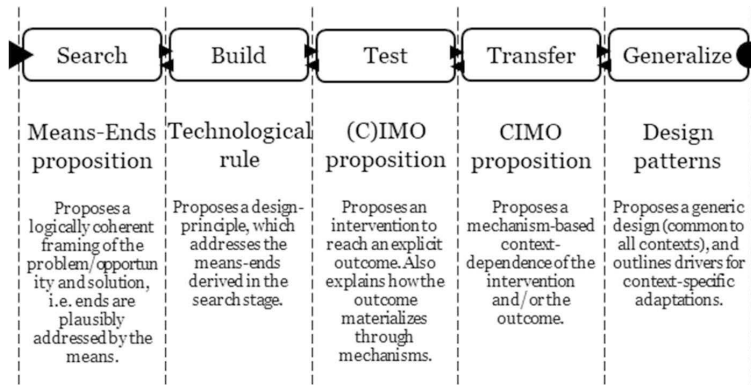 Search
Build
Test
Transfer
Generalize
Means-Ends
proposition
Technological
rule
(C)IMO
proposition
CIMO
proposition
Design
patterns
Proposes a
logically coherent
framing of the
problem/opportun
ity and solution,
i.e. ends are
plausibly
addressed by the
means.
Proposes a design-
principle, which
addresses the
means-ends
derived in the
search stage.
Proposes an
intervention to
reach an explicit
outcome. Also
explains how the
outcome
materializes
through
mechanisms.
Proposes a
mechanism-based
context-
dependence of the
intervention
and/or the
outcome.
Proposes a generic
design (common to
all contexts), and
outlines drivers for
context-specific
adaptations.